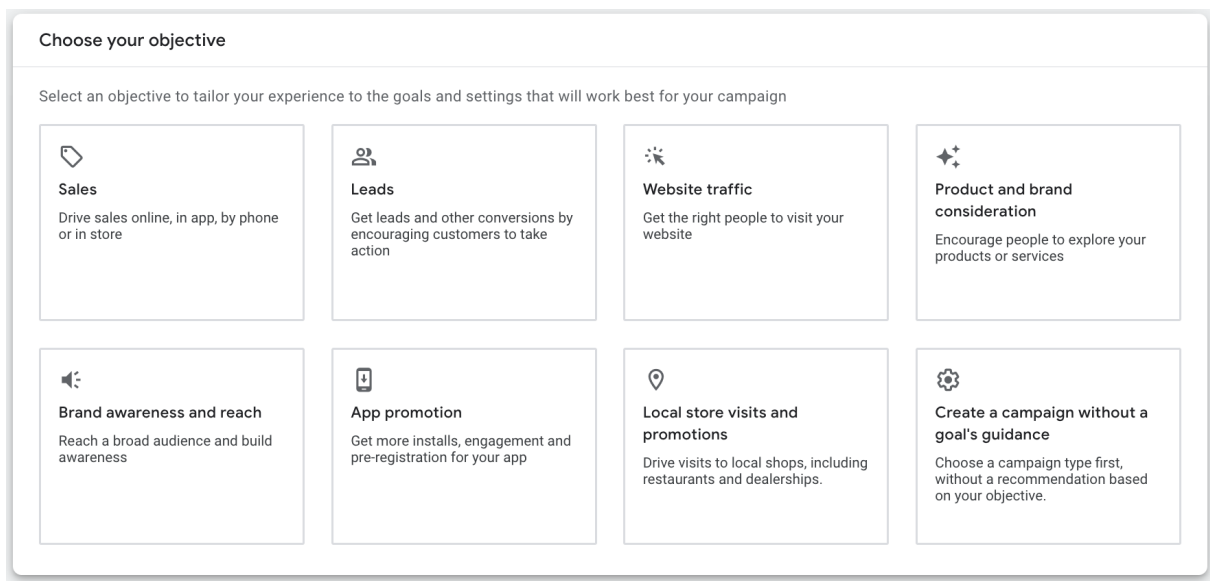 Choose your objective
Select an objective to tailor your experience to the goals and settings that will work best for your campaign
Sales
Drive sales online, in app, by phone
or in store
Leads
Get leads and other conversions by
encouraging customers to take
action
Website traffic
Get the right people to visit your
website
Product and brand
consideration
Encourage people to explore your
products or services
Brand awareness and reach
Reach a broad audience and build
awareness
App promotion
Get more installs, engagement and
pre-registration for your app
Local store visits and
promotions
Drive visits to local shops, including
restaurants and dealerships.
Create a campaign without a
goal's guidance
Choose a campaign type first,
without a recommendation based
on your objective.